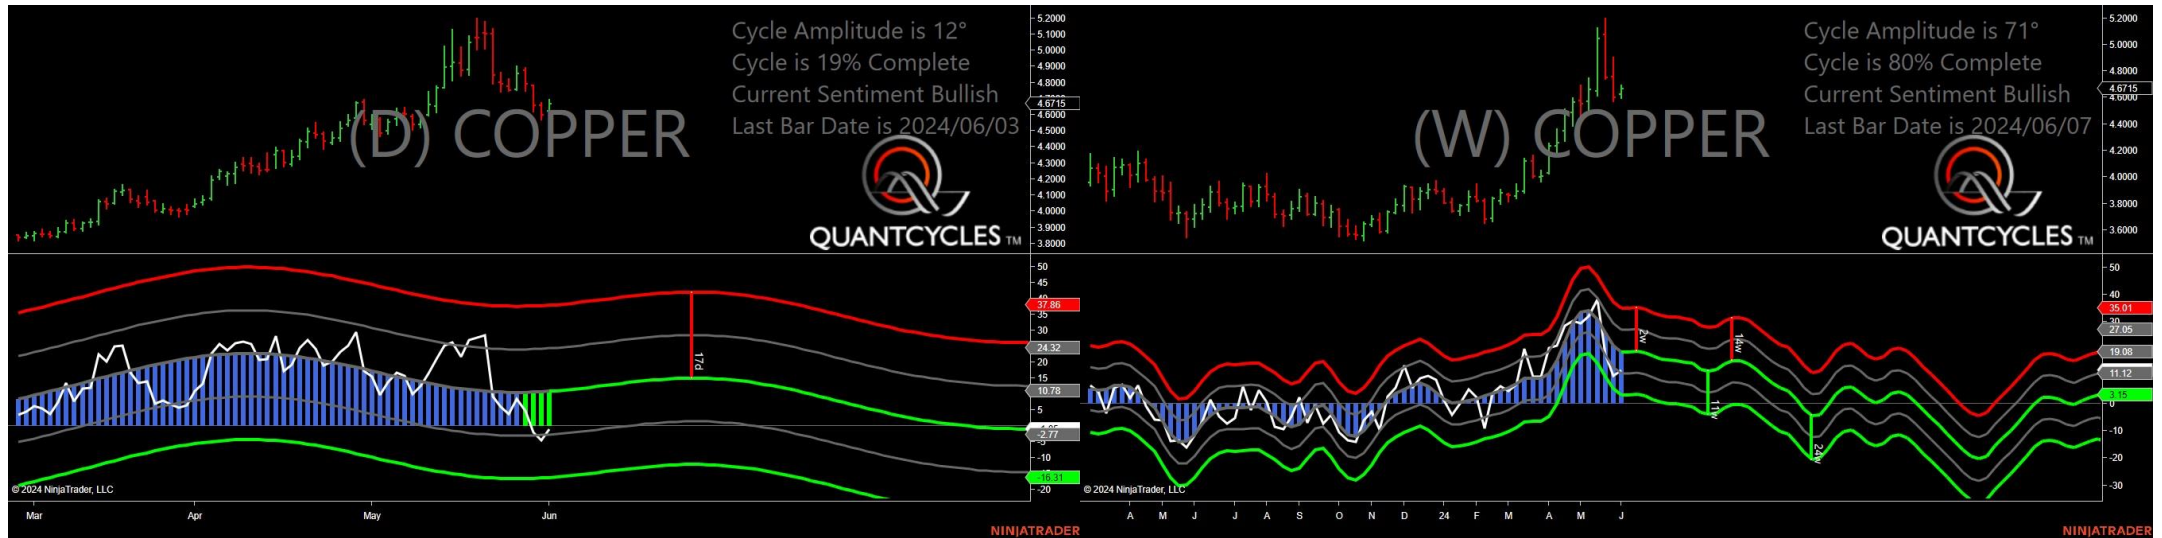 Cycle Amplitude is 12°
Cycle is 19% Complete
Current Sentiment Bullish
Last Bar Date is 2024/06/03
(D) COPPER
QUANTCYCLES TM
5.2000
5.1000
5.0000
4.9000
4.8000
4.6715
4.6000
4.5000
4.4000
4.3000
4.2000
4.1000
4.0000
3.9000
3.8000
50
45
37.86
35
30
24.32
20
15
10.78
5
-2.77
-10
-16.31
-20
17d
© 2024 NinjaTrader, LLC
Mar Apr May Jun
NINJATRADER
Cycle Amplitude is 71°
Cycle is 80% Complete
Current Sentiment Bullish
Last Bar Date is 2024/06/07
(W) COPPER
QUANTCYCLES TM
5.2000
5.0000
4.8000
4.6715
4.6000
4.4000
4.2000
4.0000
3.8000
3.6000
50
40
35.01
30
27.05
19.08
11.12
3.15
0
-10
-20
-30
2w
14w
11w
24w
© 2024 NinjaTrader, LLC
A M J J A S O N D 24 F M A M J
NINJATRADER